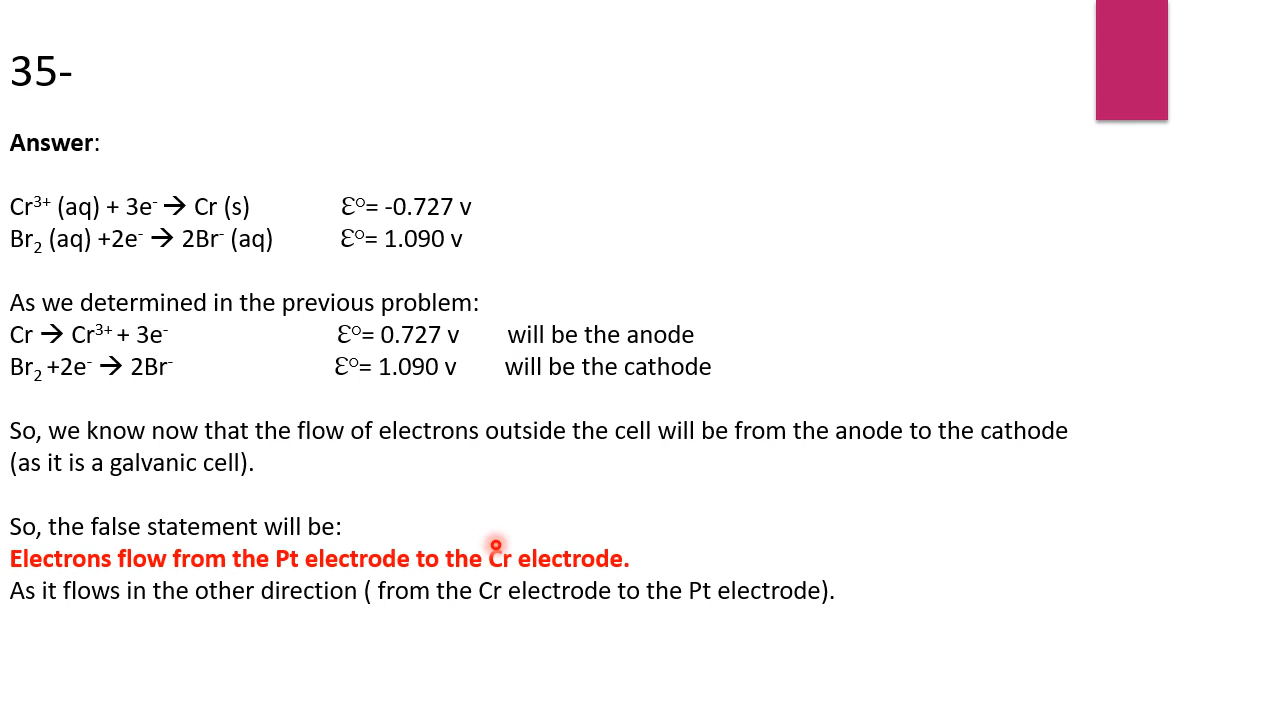 35-
Answer:
Cr³⁺ (aq) + 3e⁻ → Cr (s) Ɛ⁰= -0.727 v
Br₂ (aq) +2e⁻ → 2Br⁻ (aq) Ɛ⁰= 1.090 v
As we determined in the previous problem:
Cr → Cr³⁺ + 3e⁻ Ɛ⁰= 0.727 v will be the anode
Br₂ +2e⁻ → 2Br⁻ Ɛ⁰= 1.090 v will be the cathode
So, we know now that the flow of electrons outside the cell will be from the anode to the cathode
(as it is a galvanic cell).
So, the false statement will be:
Electrons flow from the Pt electrode to the Cr electrode.
As it flows in the other direction ( from the Cr electrode to the Pt electrode).